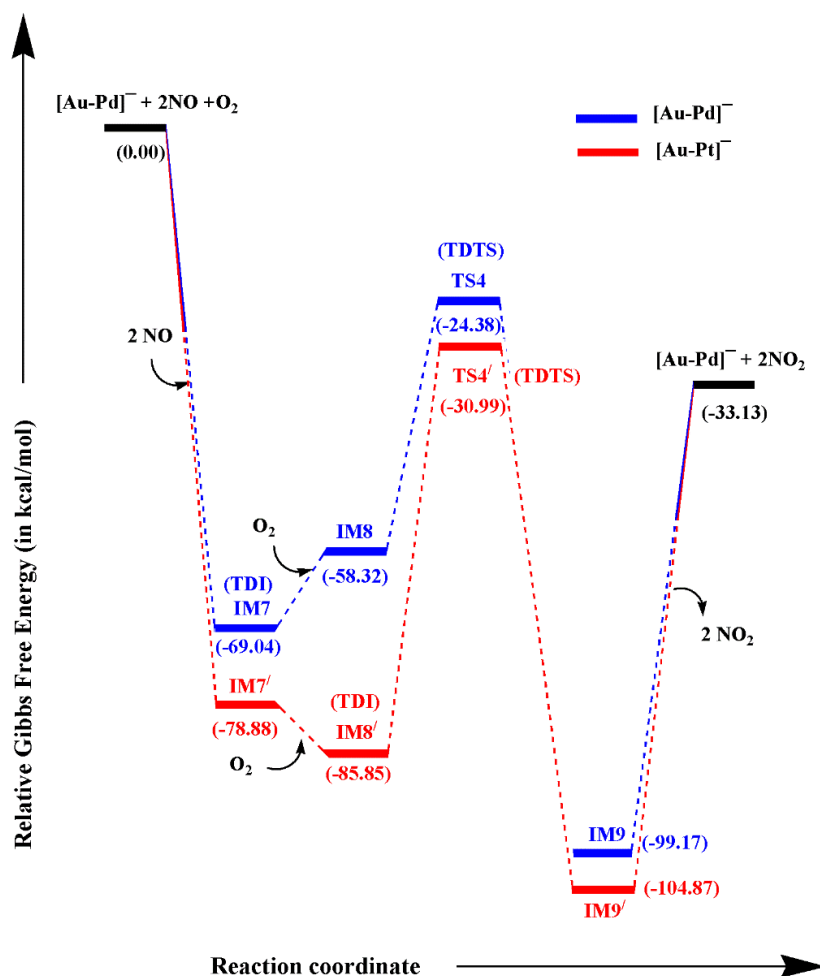 [Au-Pd]⁻ + 2NO +O₂
(0.00)
[Au-Pd]⁻
[Au-Pt]⁻
(TDTS)
TS4
(-24.38)
2 NO
TS4/
(TDTS)
(-30.99)
[Au-Pd]⁻ + 2NO₂
(-33.13)
O₂
IM8
(-58.32)
(TDI)
IM7
(-69.04)
2 NO₂
IM7/
(-78.88)
(TDI)
IM8/
(-85.85)
O₂
IM9
(-99.17)
(-104.87)
IM9/
Relative Gibbs Free Energy (in kcal/mol)
Reaction coordinate